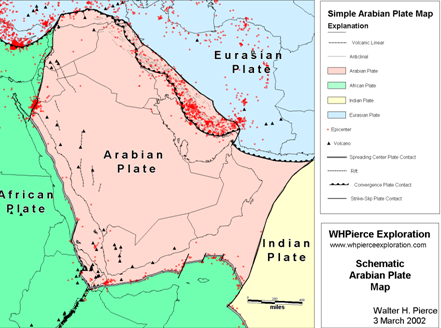 Eurasian
Plate
Arabian
Plate
African
Plate
Indian
Plate
miles
Simple Arabian Plate Map
Explanation
Volcanic Linear
Anticlinal
Arabian Plate
African Plate
Indian Plate
Eurasian Plate
Epicenter
Volcano
Spreading Center Plate Contact
Rift
Convergence Plate Contact
Strike-Slip Plate Contact
WHPierce Exploration
www.whpierceexploration.com
Schematic
Arabian Plate
Map
Walter H. Pierce
3 March 2002